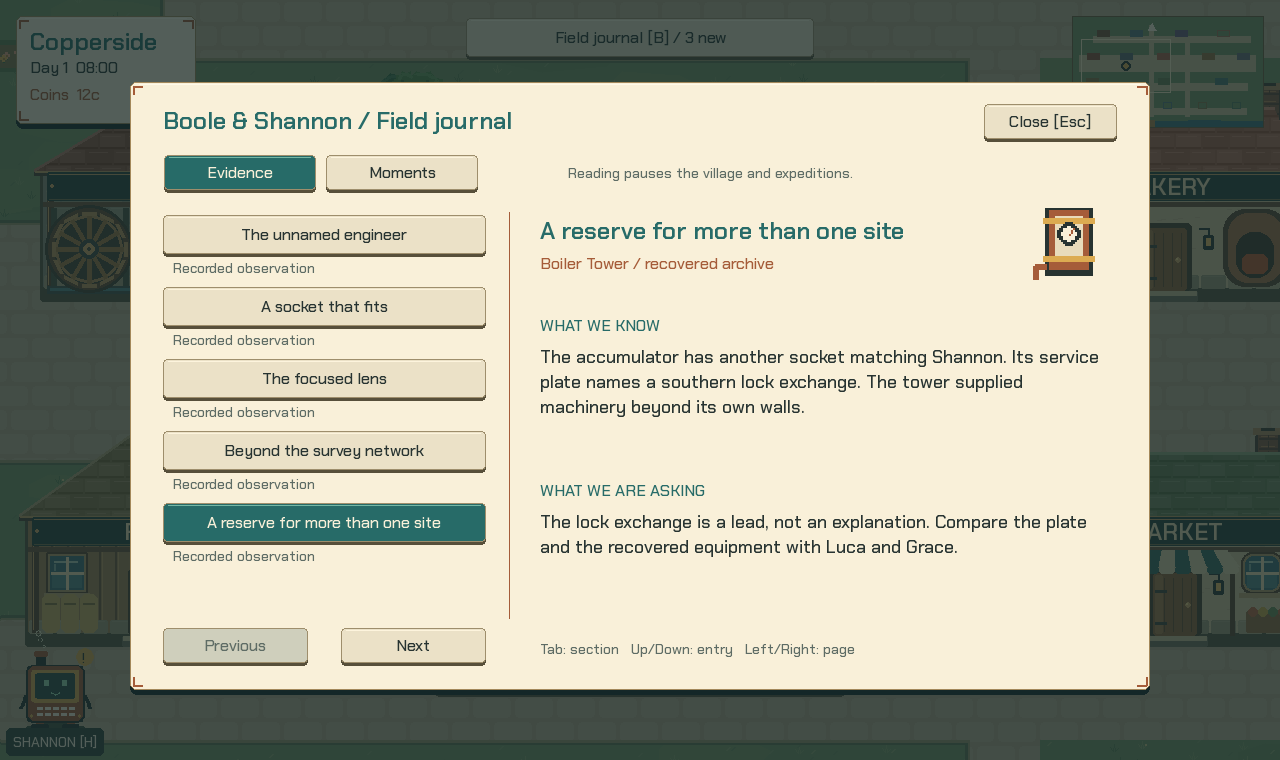 Copperside
Day 1 08:00
Coins 12c
Field journal [B] / 3 new
Boole & Shannon / Field journal
Close [Esc]
Evidence
Moments
Reading pauses the village and expeditions.
The unnamed engineer
Recorded observation
A socket that fits
Recorded observation
The focused lens
Recorded observation
Beyond the survey network
Recorded observation
A reserve for more than one site
Recorded observation
Previous
Next
A reserve for more than one site
Boiler Tower / recovered archive
WHAT WE KNOW
The accumulator has another socket matching Shannon. Its service
plate names a southern lock exchange. The tower supplied
machinery beyond its own walls.
WHAT WE ARE ASKING
The lock exchange is a lead, not an explanation. Compare the plate
and the recovered equipment with Luca and Grace.
Tab: section Up/Down: entry Left/Right: page
KERY
ARKET
SHANNON [H]